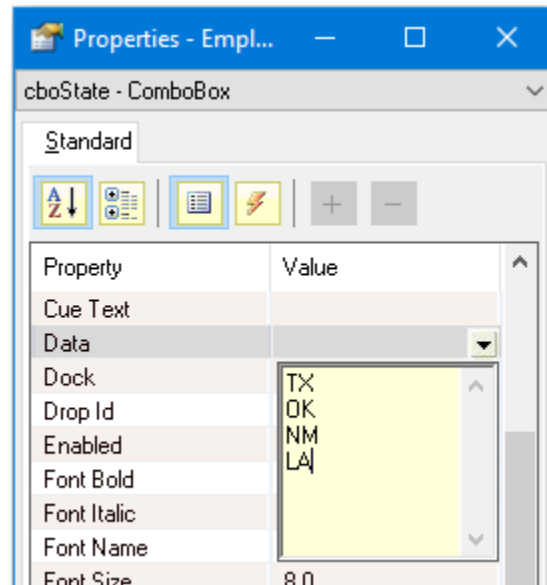 Properties - Empl...
cboState - ComboBox
Standard
A
Z
Property Value
Cue Text
Data
Dock
TX
Drop Id
OK
Enabled
NM
LA
Font Bold
Font Italic
Font Name
Font Size 8.0